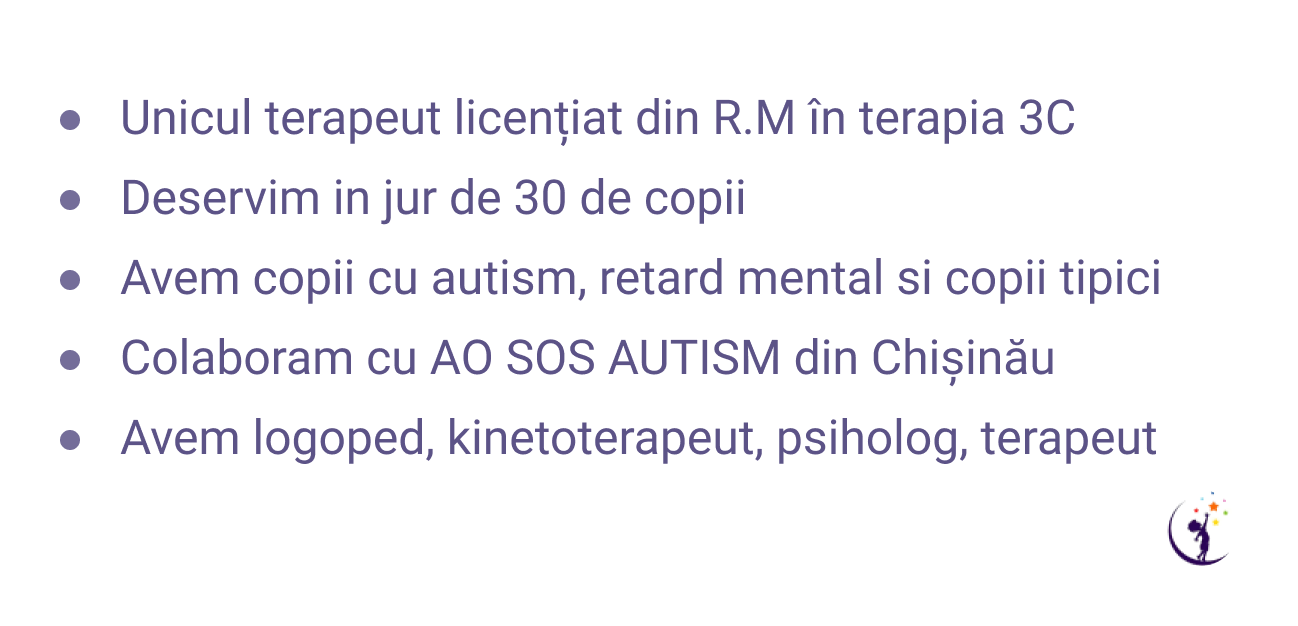 ● Unicul terapeut licențiat din R.M în terapia 3C
● Deservim in jur de 30 de copii
● Avem copii cu autism, retard mental si copii tipici
● Colaboram cu AO SOS AUTISM din Chișinău
● Avem logoped, kinetoterapeut, psiholog, terapeut